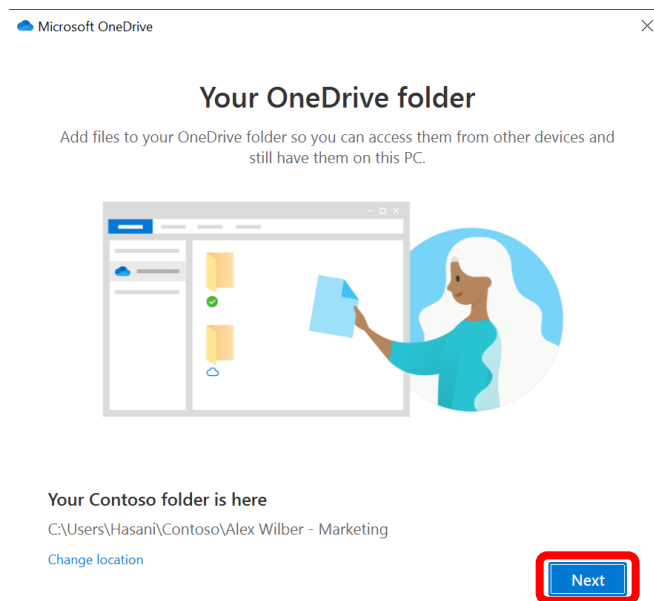 Microsoft OneDrive
Your OneDrive folder
Add files to your OneDrive folder so you can access them from other devices and
still have them on this PC.
Your Contoso folder is here
C:\Users\Hasani\Contoso\Alex Wilber - Marketing
Change location
Next